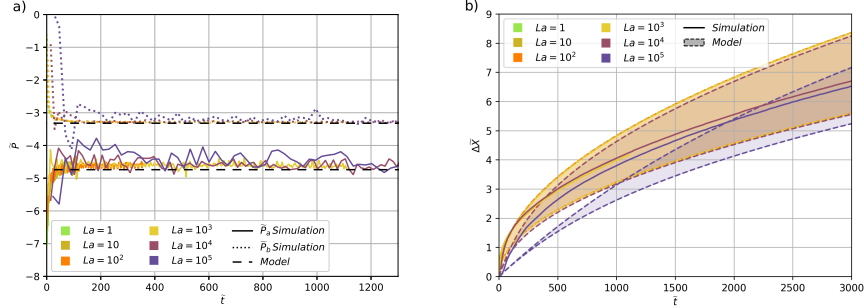 a)
0
−1
−2
−3
−4
−5
−6
−7
−8
P̃
0 200 400 600 800 1000 1200
t̃
La = 1
La = 10
La = 10²
La = 10³
La = 10⁴
La = 10⁵
P̃ₐ Simulation
P̃_b Simulation
Model
b)
9
8
7
6
5
4
3
2
1
0
ΔX̃
0 500 1000 1500 2000 2500 3000
t̃
La = 1
La = 10
La = 10²
La = 10³
La = 10⁴
La = 10⁵
Simulation
Model